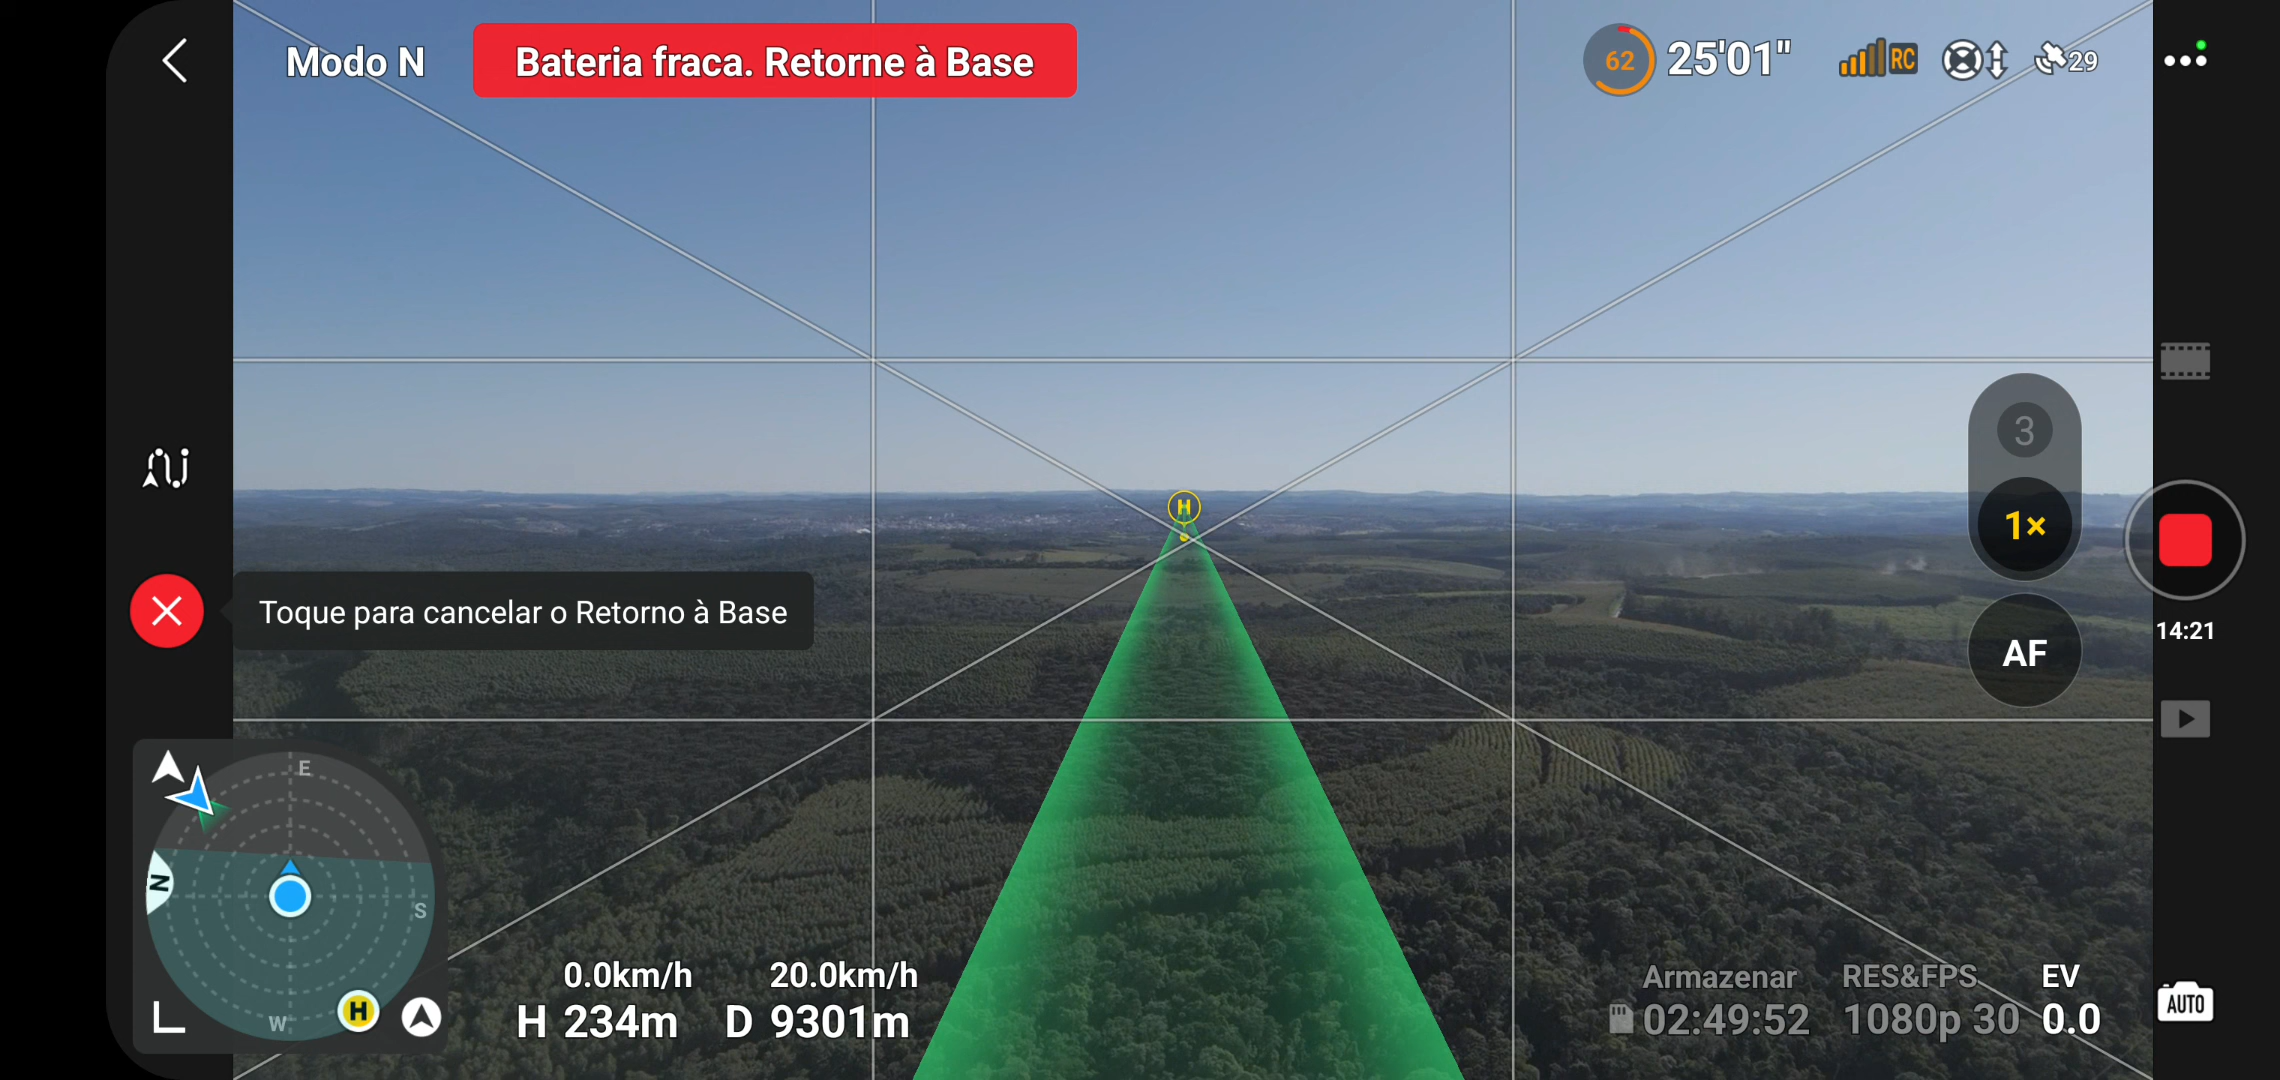 Modo N
Bateria fraca. Retorne à Base
62
25'01"
RC
29
3
1×
AF
14:21
Toque para cancelar o Retorno à Base
E
N
S
W
H
H
0.0km/h 20.0km/h
H 234m D 9301m
Armazenar RES&FPS EV
02:49:52 1080p 30 0.0
AUTO